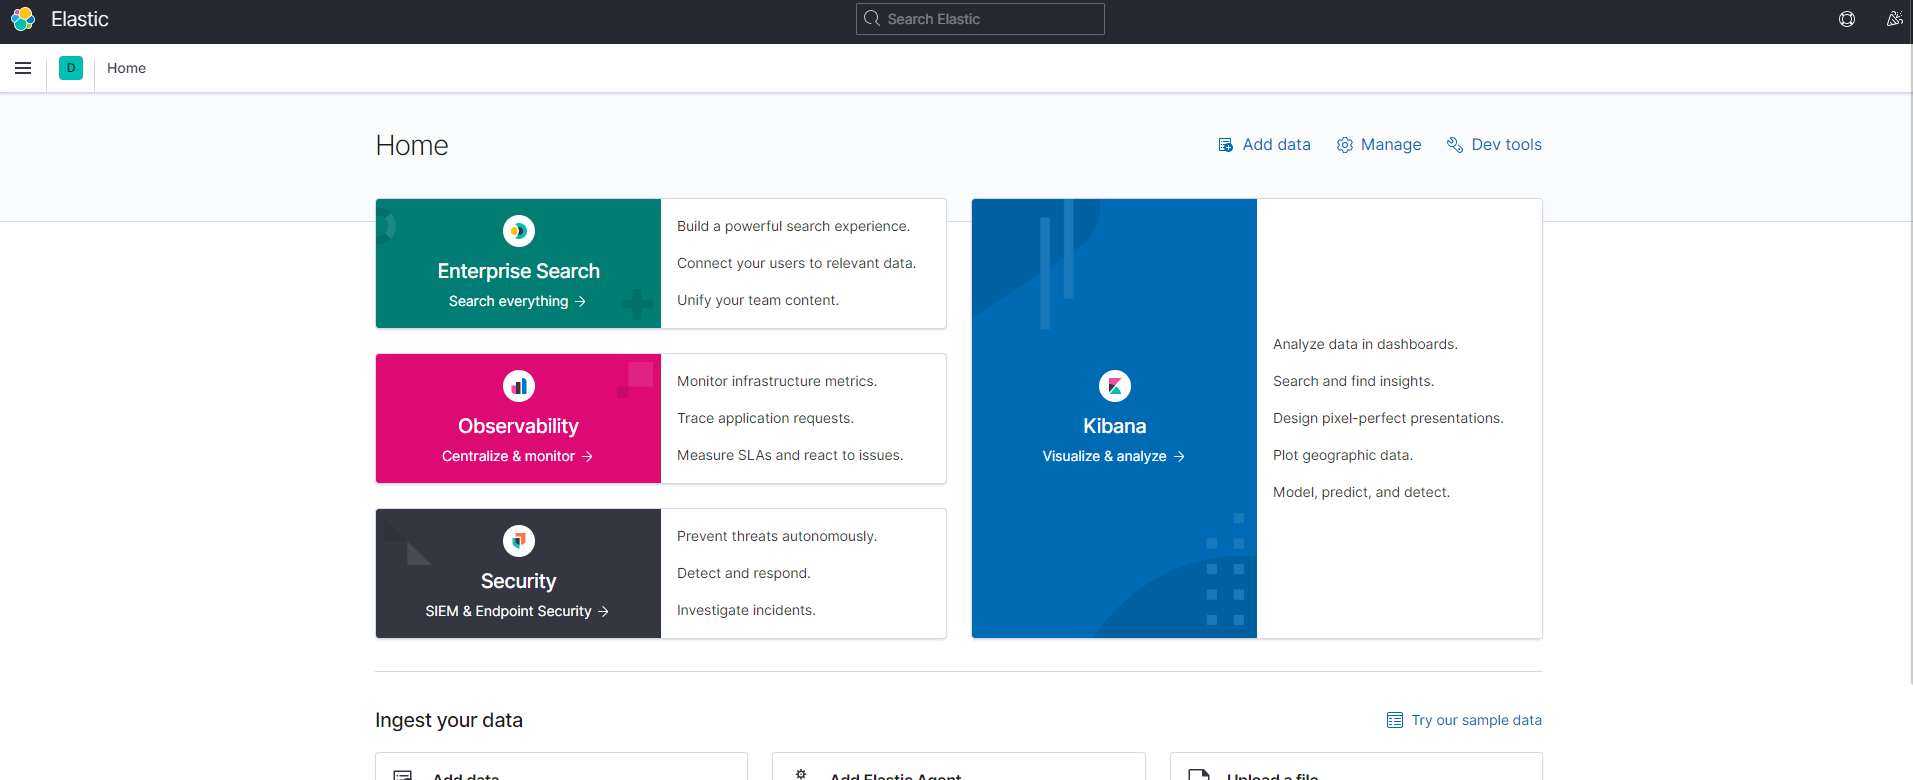 Elastic
Search Elastic
D
Home
Home
Add data
Manage
Dev tools
Enterprise Search
Search everything →
Build a powerful search experience.
Connect your users to relevant data.
Unify your team content.
Observability
Centralize & monitor →
Monitor infrastructure metrics.
Trace application requests.
Measure SLAs and react to issues.
Security
SIEM & Endpoint Security →
Prevent threats autonomously.
Detect and respond.
Investigate incidents.
Kibana
Visualize & analyze →
Analyze data in dashboards.
Search and find insights.
Design pixel-perfect presentations.
Plot geographic data.
Model, predict, and detect.
Ingest your data
Try our sample data
Add data
Add Elastic Agent
Upload a file